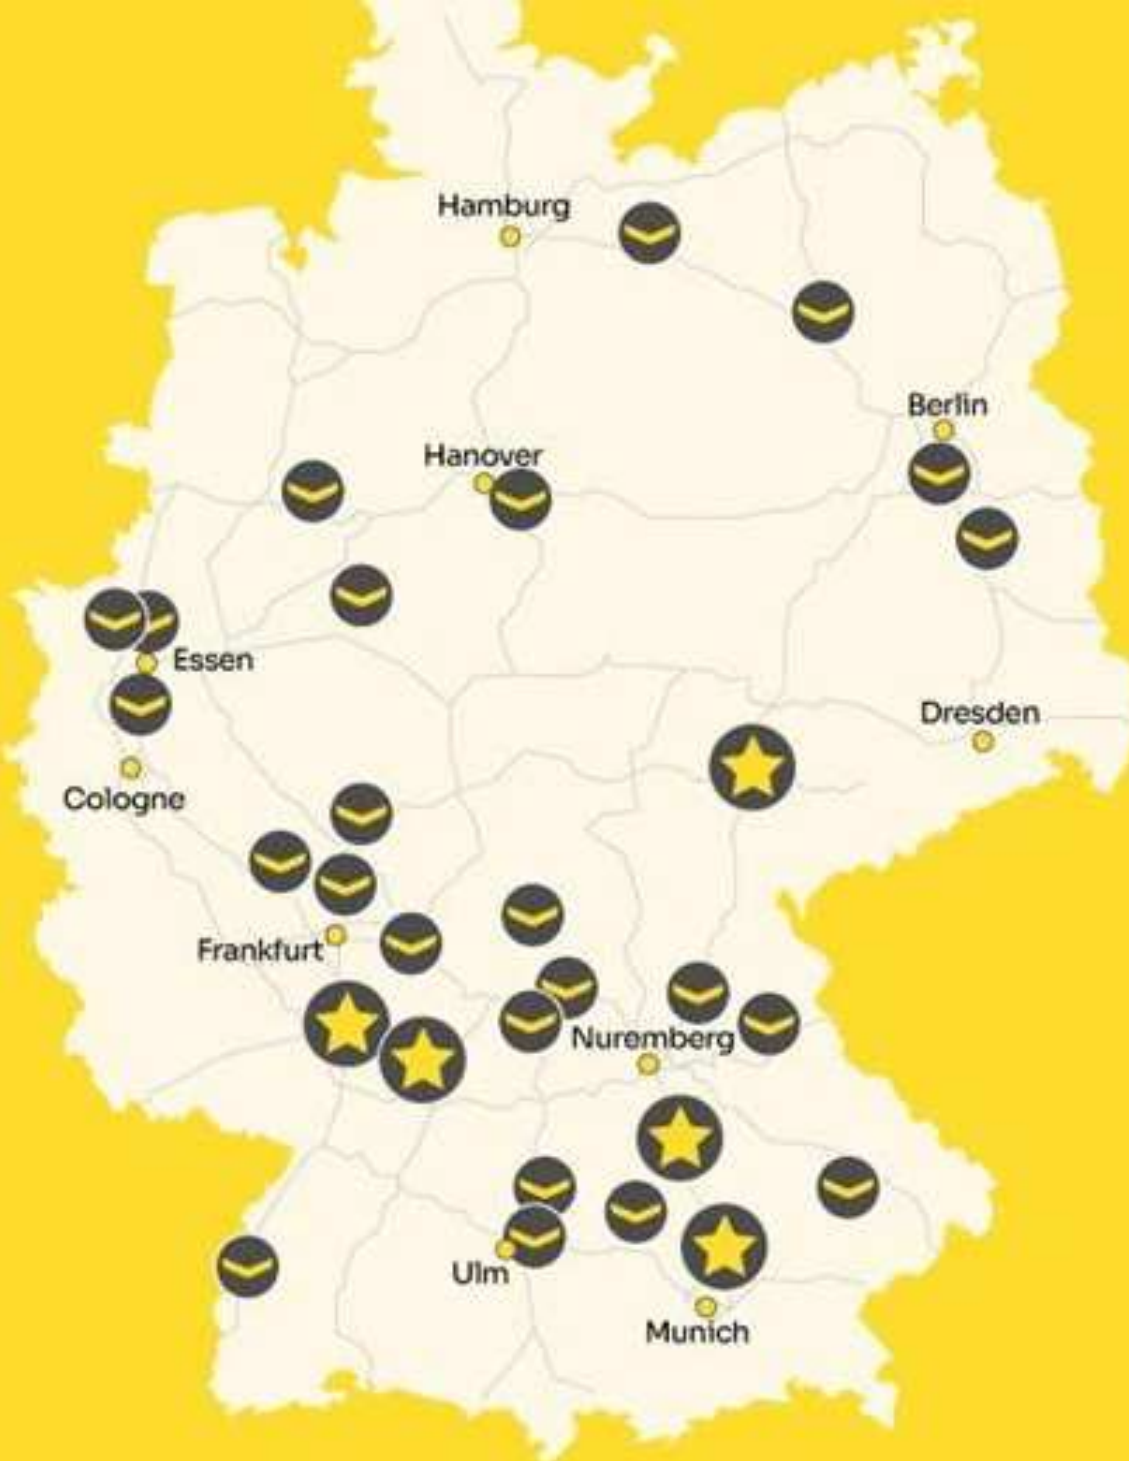 Hamburg
Berlin
Hanover
Essen
Dresden
Cologne
Frankfurt
Nuremberg
Ulm
Munich